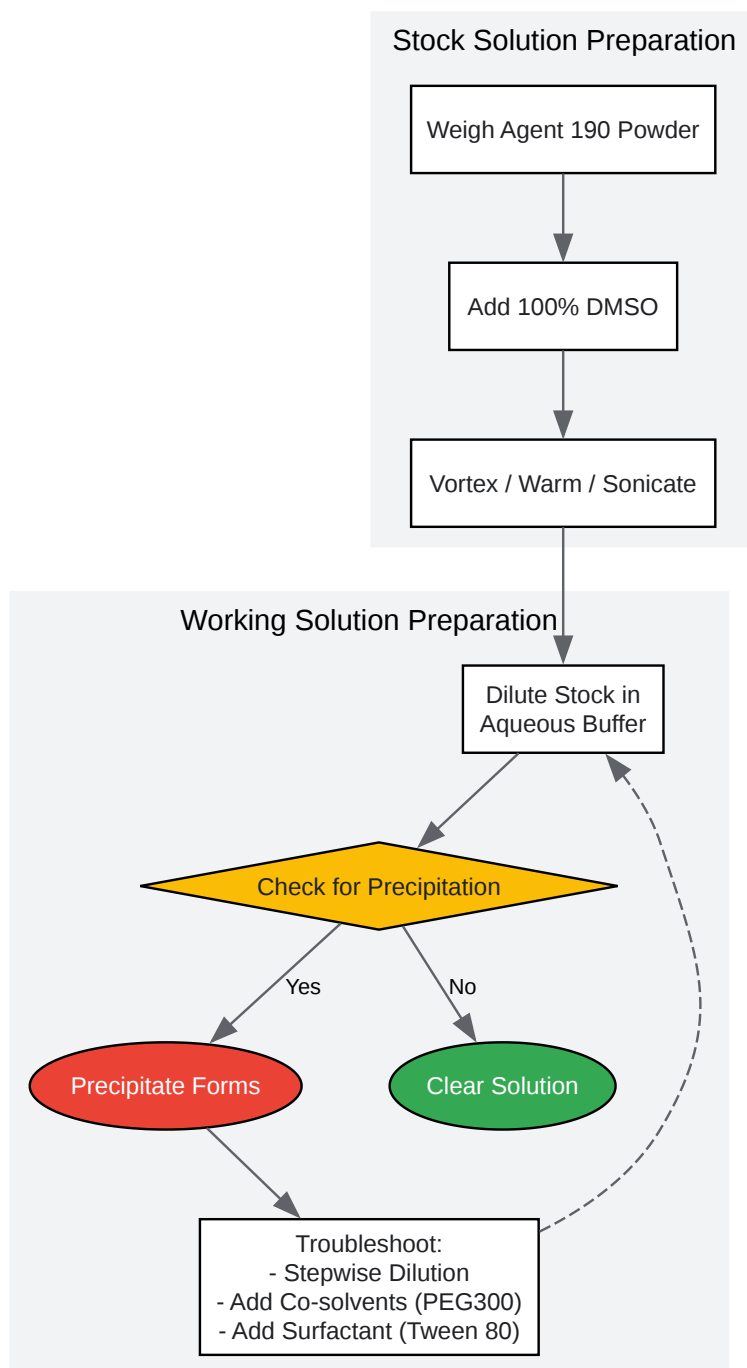 Stock Solution Preparation
Weigh Agent 190 Powder
Add 100% DMSO
Vortex / Warm / Sonicate
Working Solution Preparation
Dilute Stock in
Aqueous Buffer
Check for Precipitation
Yes
No
Precipitate Forms
Clear Solution
Troubleshoot:
- Stepwise Dilution
- Add Co-solvents (PEG300)
- Add Surfactant (Tween 80)